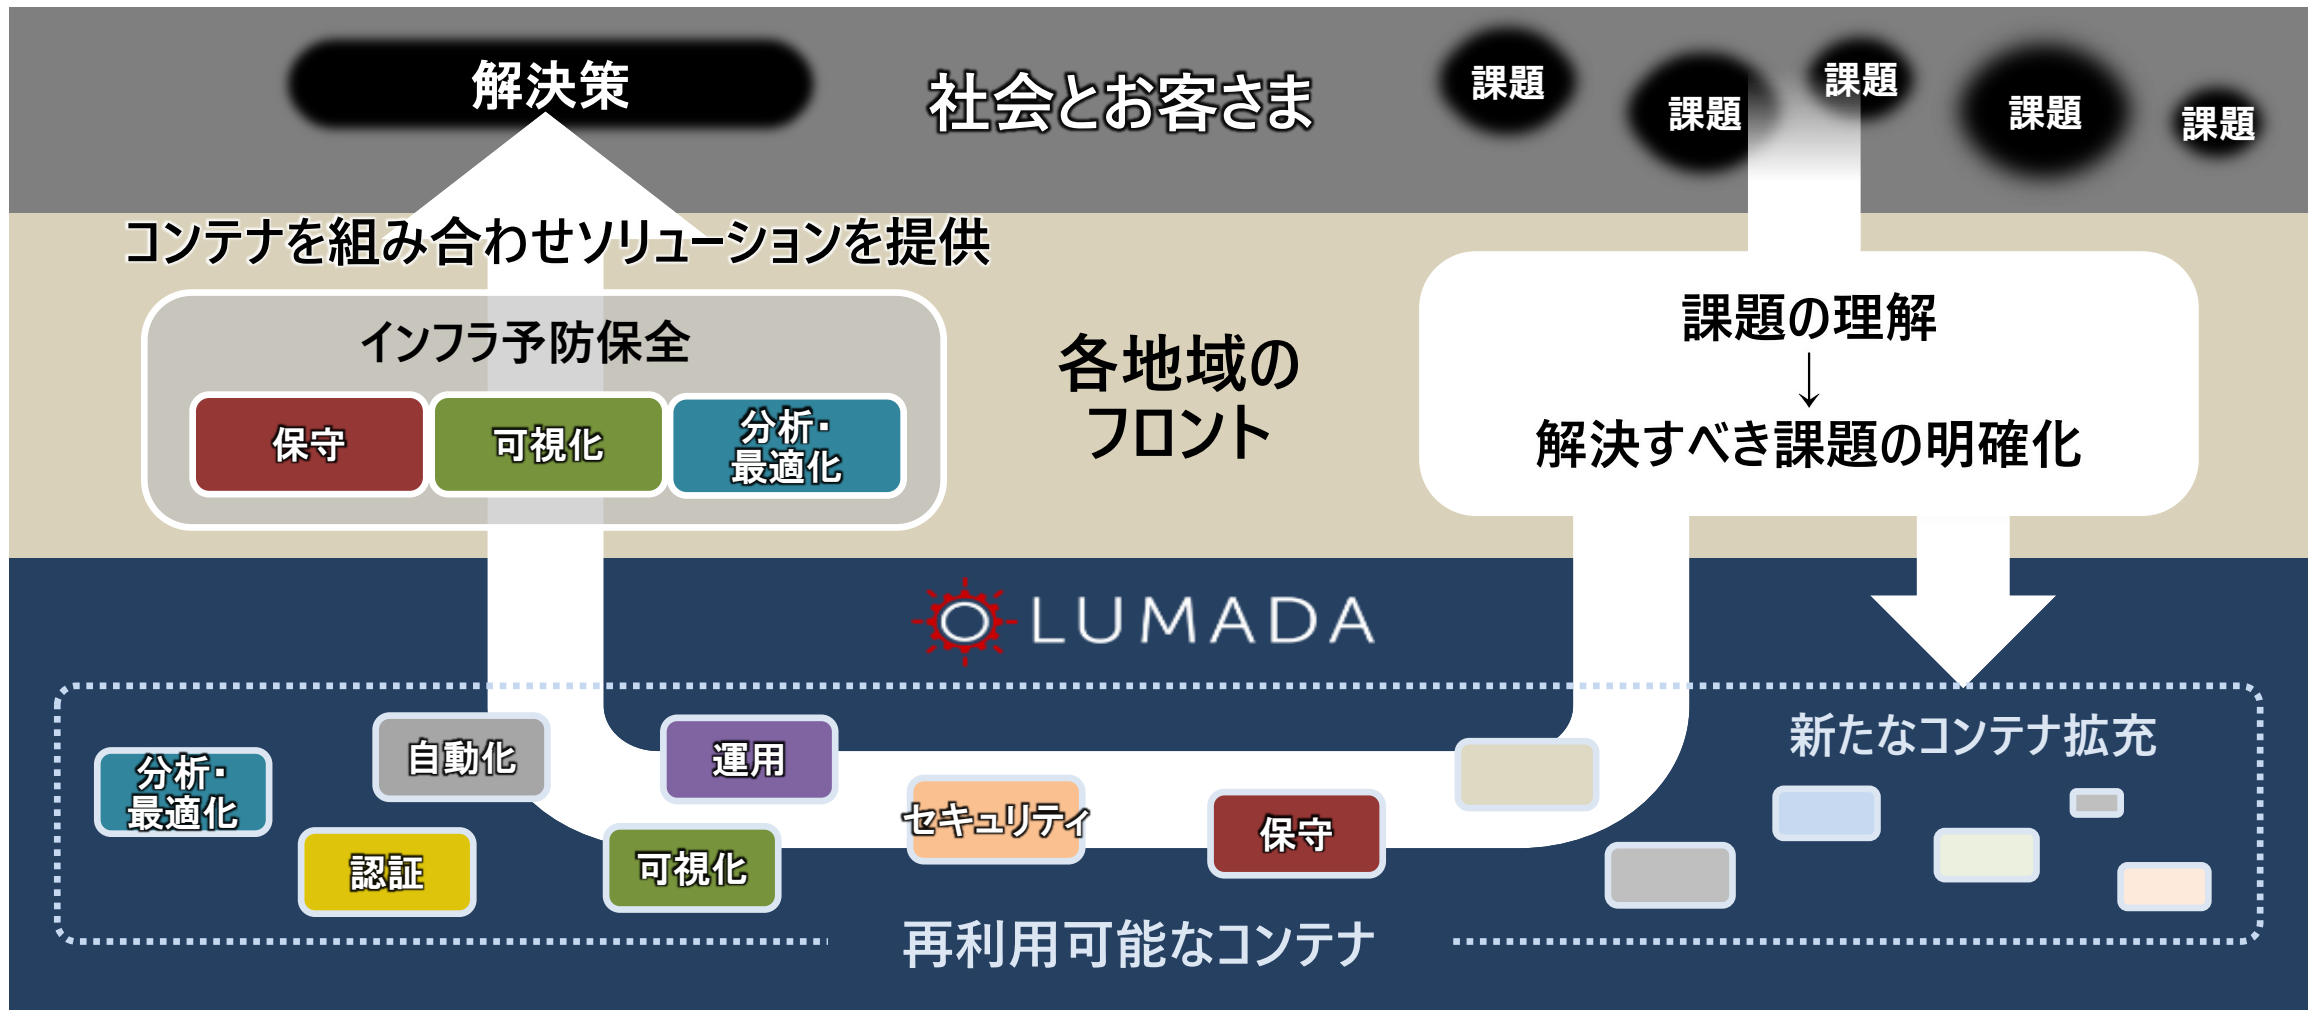 解決策
社会とお客さま
課題
課題
課題
課題
課題
コンテナを組み合わせソリューションを提供
インフラ予防保全
保守
可視化
分析・
最適化
各地域の
フロント
課題の理解
↓
解決すべき課題の明確化
LUMADA
分析・
最適化
自動化
認証
運用
可視化
セキュリティ
保守
新たなコンテナ拡充
再利用可能なコンテナ